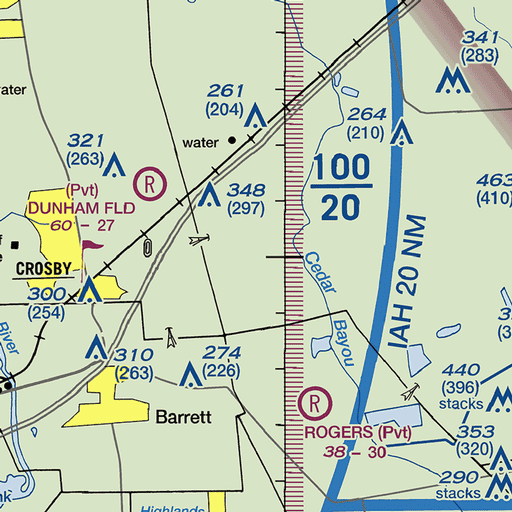 341
(283)
261
(204)
ater
water
264
(210)
321
(263)
100
20
(Pvt)
R
348
(297)
463
(410)
DUNHAM FLD
60 - 27
IAH 20 NM
CROSBY
Cedar
Bayou
300
(254)
River
310
(263)
274
(226)
440
(396)
stacks
R
Barrett
ROGERS (Pvt)
38 - 30
353
(320)
290
stacks
Highlands